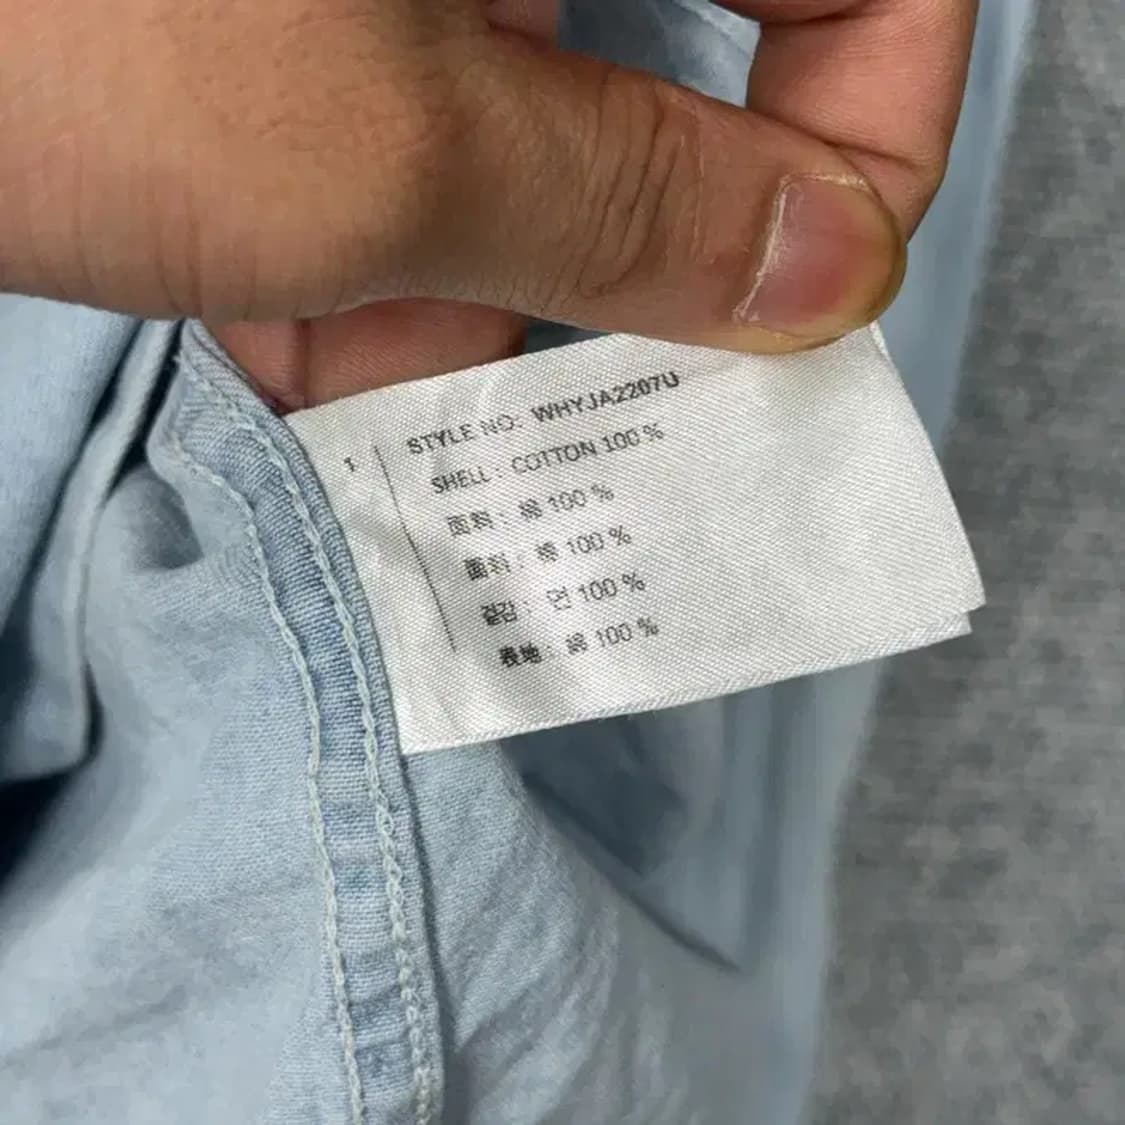 1
STYLE NO: WHYJA2207U
SHELL : COTTON 100 %
面料 : 棉 100 %
面料 : 棉 100 %
겉감 : 면 100 %
表地 : 綿 100 %